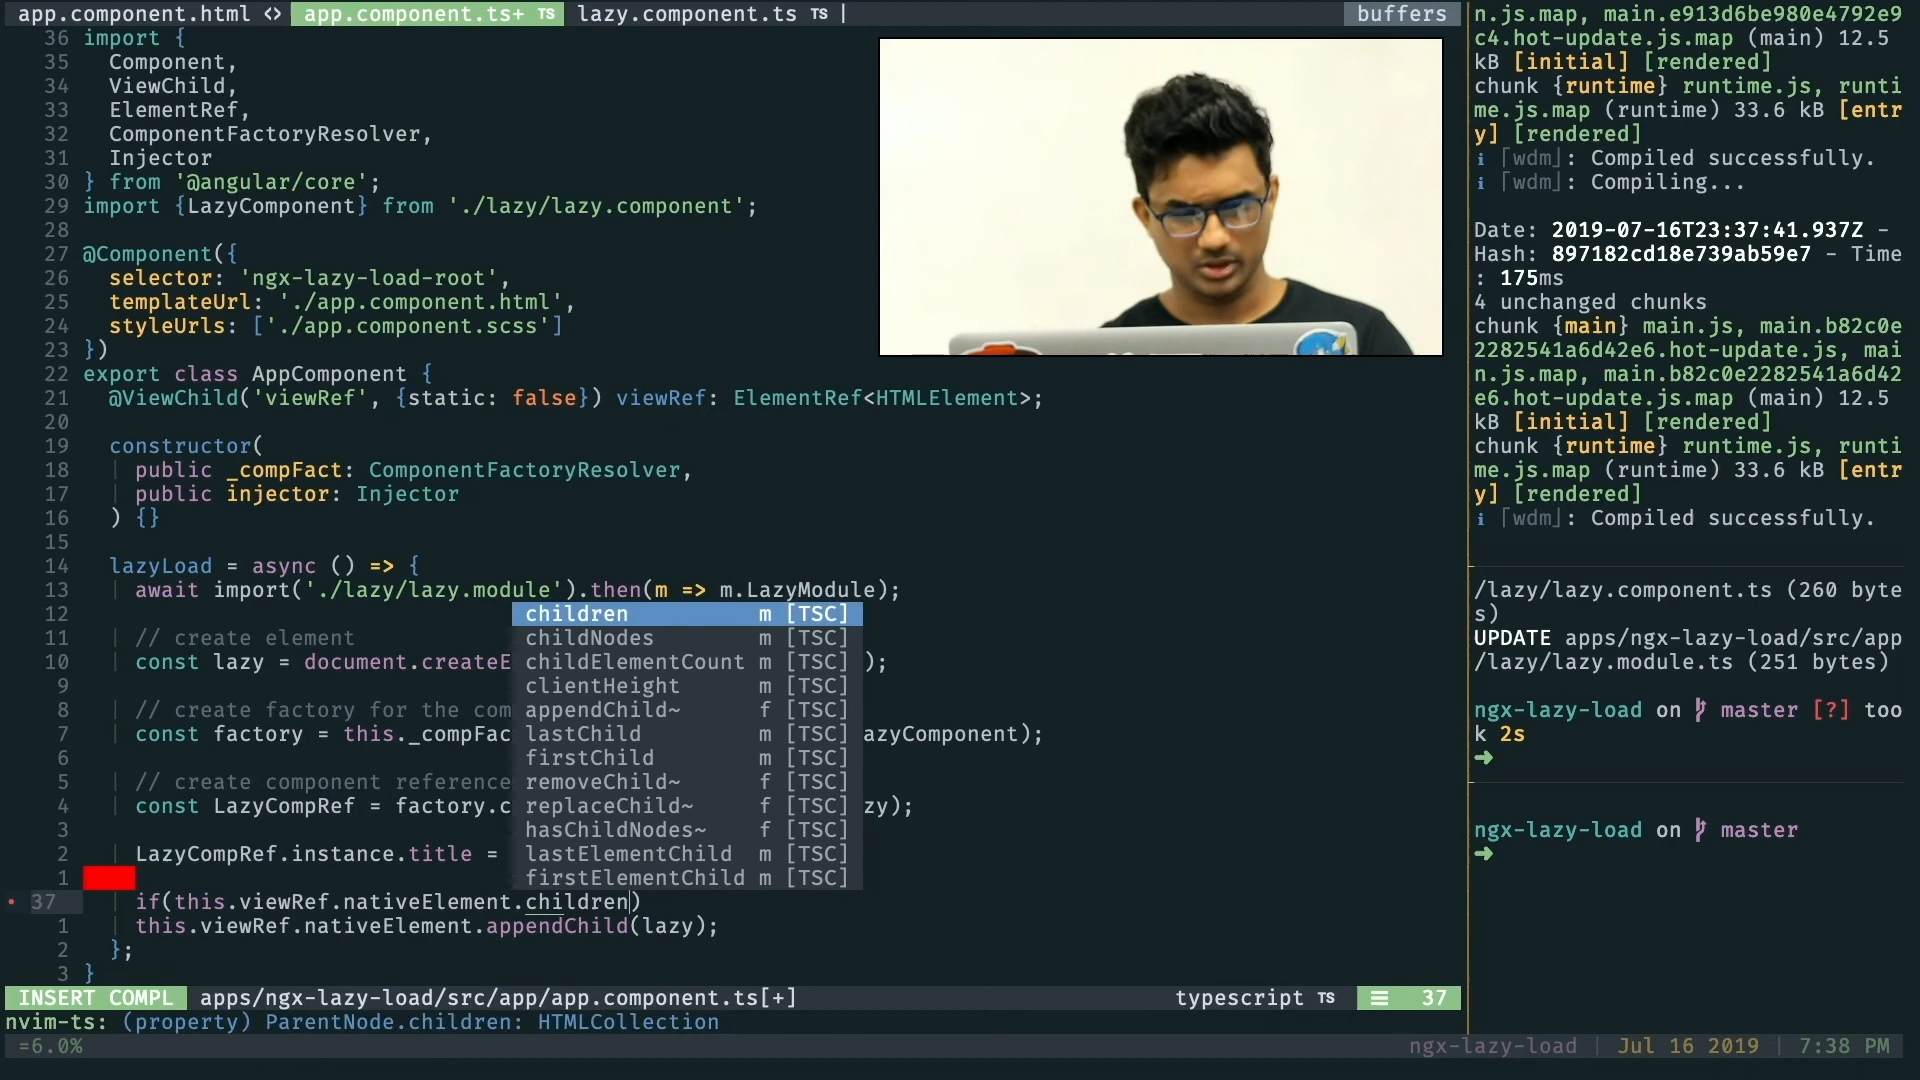 app.component.html <> app.component.ts+ TS lazy.component.ts TS | buffers
36 import {
35 Component,
34 ViewChild,
33 ElementRef,
32 ComponentFactoryResolver,
31 Injector
30 } from '@angular/core';
29 import {LazyComponent} from './lazy/lazy.component';
28
27 @Component({
26 selector: 'ngx-lazy-load-root',
25 templateUrl: './app.component.html',
24 styleUrls: ['./app.component.scss']
23 })
22 export class AppComponent {
21 @ViewChild('viewRef', {static: false}) viewRef: ElementRef<HTMLElement>;
20
19 constructor(
18 public _compFact: ComponentFactoryResolver,
17 public injector: Injector
16 ) {}
15
14 lazyLoad = async () => {
13 await import('./lazy/lazy.module').then(m => m.LazyModule);
12
11 // create element
10 const lazy = document.createE );
9
8 // create factory for the com
7 const factory = this._compFac azyComponent);
6
5 // create component reference
4 const LazyCompRef = factory.c zy);
3
2 LazyCompRef.instance.title =
1
37 if(this.viewRef.nativeElement.children)
1 this.viewRef.nativeElement.appendChild(lazy);
2 };
3 }
children m [TSC]
childNodes m [TSC]
childElementCount m [TSC]
clientHeight m [TSC]
appendChild~ f [TSC]
lastChild m [TSC]
firstChild m [TSC]
removeChild~ f [TSC]
replaceChild~ f [TSC]
hasChildNodes~ f [TSC]
lastElementChild m [TSC]
firstElementChild m [TSC]
INSERT COMPL apps/ngx-lazy-load/src/app/app.component.ts[+] typescript TS ☰ 37
nvim-ts: (property) ParentNode.children: HTMLCollection
=6.0% ngx-lazy-load | Jul 16 2019 | 7:38 PM
n.js.map, main.e913d6be980e4792e9
c4.hot-update.js.map (main) 12.5
kB [initial] [rendered]
chunk {runtime} runtime.js, runti
me.js.map (runtime) 33.6 kB [entr
y] [rendered]
ℹ ｢wdm｣: Compiled successfully.
ℹ ｢wdm｣: Compiling...
Date: 2019-07-16T23:37:41.937Z -
Hash: 897182cd18e739ab59e7 - Time
: 175ms
4 unchanged chunks
chunk {main} main.js, main.b82c0e
2282541a6d42e6.hot-update.js, mai
n.js.map, main.b82c0e2282541a6d42
e6.hot-update.js.map (main) 12.5
kB [initial] [rendered]
chunk {runtime} runtime.js, runti
me.js.map (runtime) 33.6 kB [entr
y] [rendered]
ℹ ｢wdm｣: Compiled successfully.
/lazy/lazy.component.ts (260 byte
s)
UPDATE apps/ngx-lazy-load/src/app
/lazy/lazy.module.ts (251 bytes)
ngx-lazy-load on master [?] too
k 2s
➜
ngx-lazy-load on master
➜